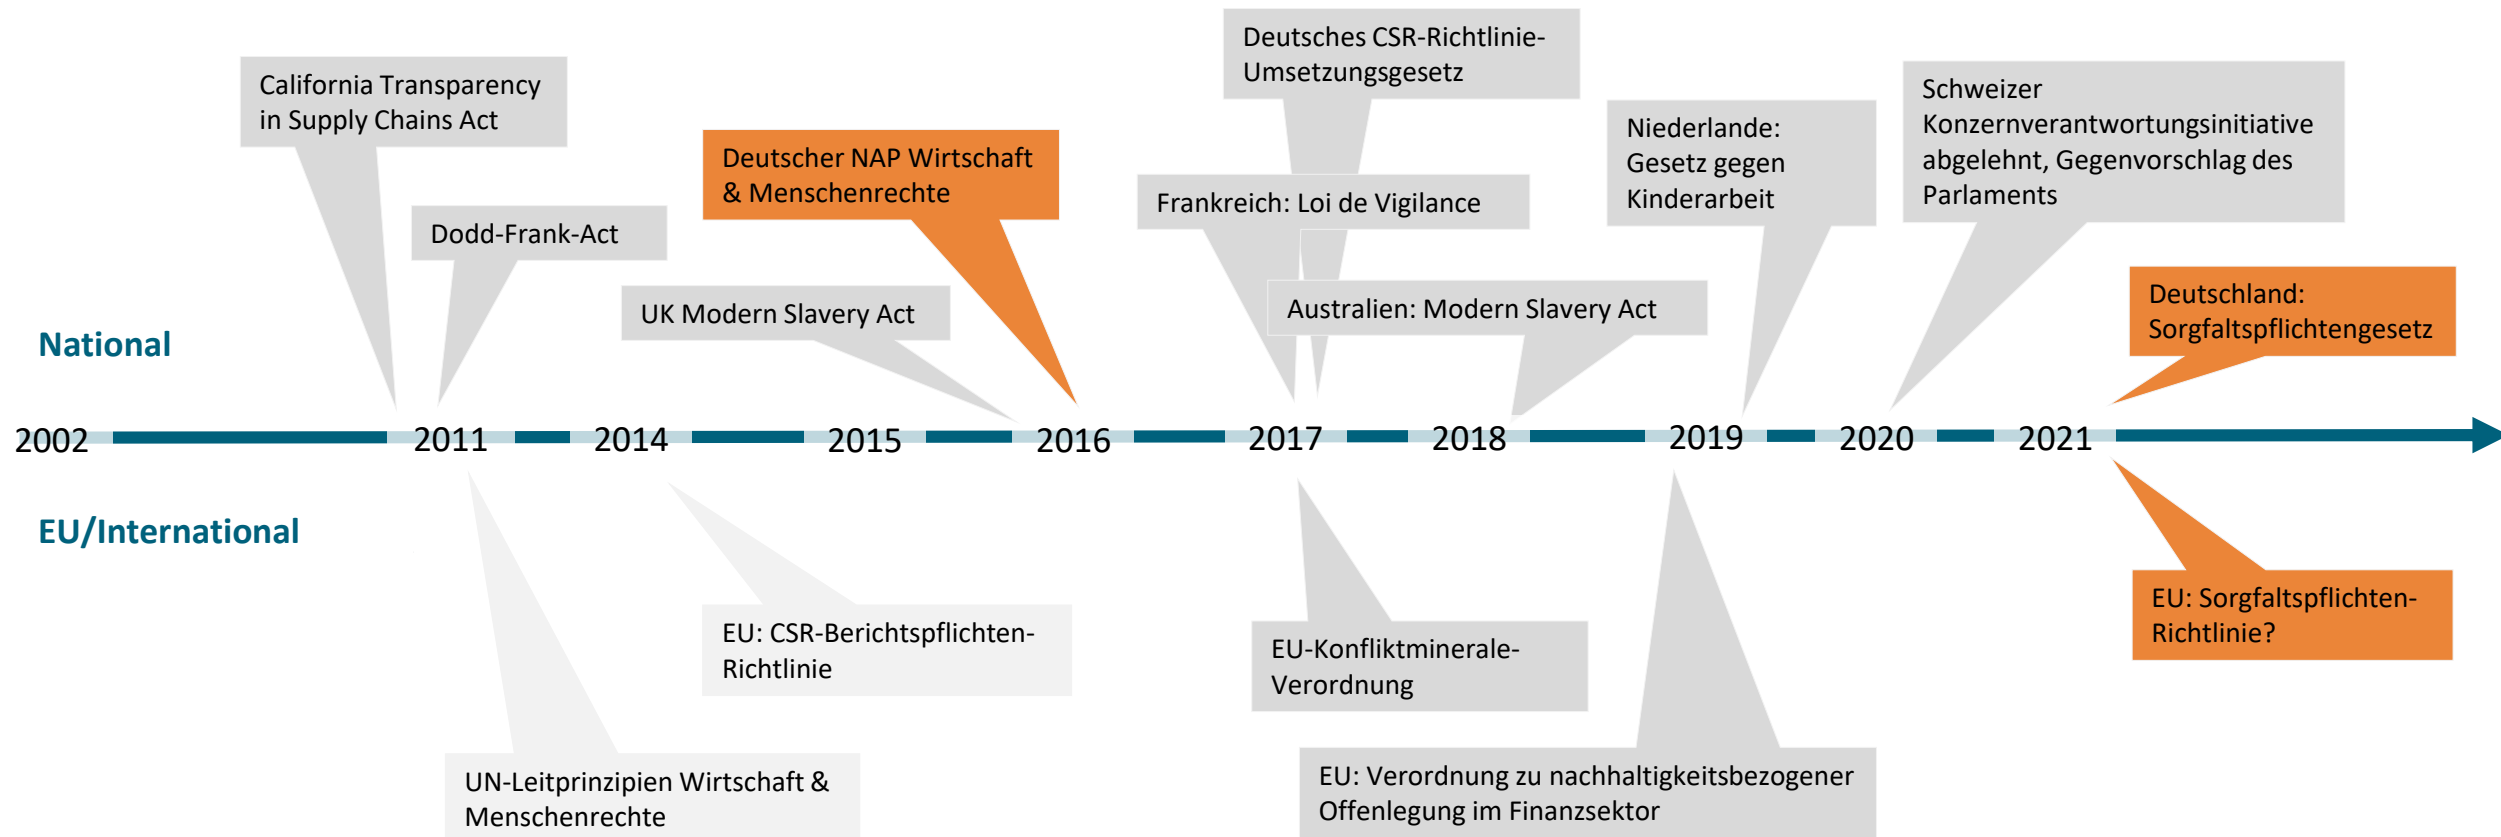 Deutsches CSR-Richtlinie-
Umsetzungsgesetz
California Transparency
in Supply Chains Act
Schweizer
Konzernverantwortungsinitiative
abgelehnt, Gegenvorschlag des
Parlaments
Niederlande:
Gesetz gegen
Kinderarbeit
Deutscher NAP Wirtschaft
& Menschenrechte
Frankreich: Loi de Vigilance
Dodd-Frank-Act
UK Modern Slavery Act
Australien: Modern Slavery Act
Deutschland:
Sorgfaltspflichtengesetz
National
2002 2011 2014 2015 2016 2017 2018 2019 2020 2021
EU/International
EU: CSR-Berichtspflichten-
Richtlinie
EU-Konfliktminerale-
Verordnung
EU: Sorgfaltspflichten-
Richtlinie?
UN-Leitprinzipien Wirtschaft &
Menschenrechte
EU: Verordnung zu nachhaltigkeitsbezogener
Offenlegung im Finanzsektor